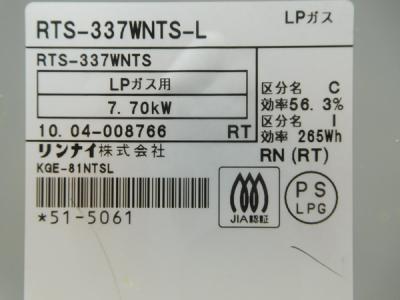 RTS-337WNTS-L
LPガス
RTS-337WNTS
LPガス用
7.70kW
区分名 C
効率56.3%
区分名 I
効率 265Wh
10.04-008766 RT
リンナイ株式会社
RN (RT)
KGE-81NTSL
*51-5061
JIA認証
PS
LPG